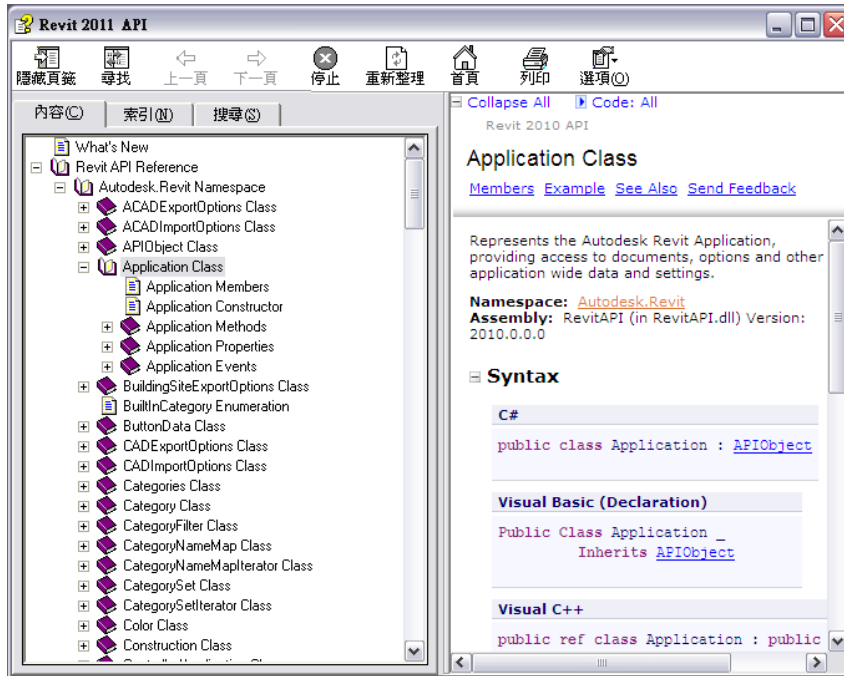 Revit 2011 API
隱藏頁籤 尋找 上一頁 下一頁 停止 重新整理 首頁 列印 選項(O)
內容(C) 索引(N) 搜尋(S)
What's New
Revit API Reference
Autodesk.Revit Namespace
ACADExportOptions Class
ACADImportOptions Class
APIObject Class
Application Class
Application Members
Application Constructor
Application Methods
Application Properties
Application Events
BuildingSiteExportOptions Class
BuiltInCategory Enumeration
ButtonData Class
CADExportOptions Class
CADImportOptions Class
Categories Class
Category Class
CategoryFilter Class
CategoryNameMap Class
CategoryNameMapIterator Class
CategorySet Class
CategorySetIterator Class
Color Class
Construction Class
Collapse All Code: All
Revit 2010 API
Application Class
Members Example See Also Send Feedback
Represents the Autodesk Revit Application,
providing access to documents, options and other
application wide data and settings.
Namespace: Autodesk.Revit
Assembly: RevitAPI (in RevitAPI.dll) Version:
2010.0.0.0
Syntax
C#
public class Application : APIObject
Visual Basic (Declaration)
Public Class Application _
Inherits APIObject
Visual C++
public ref class Application : public